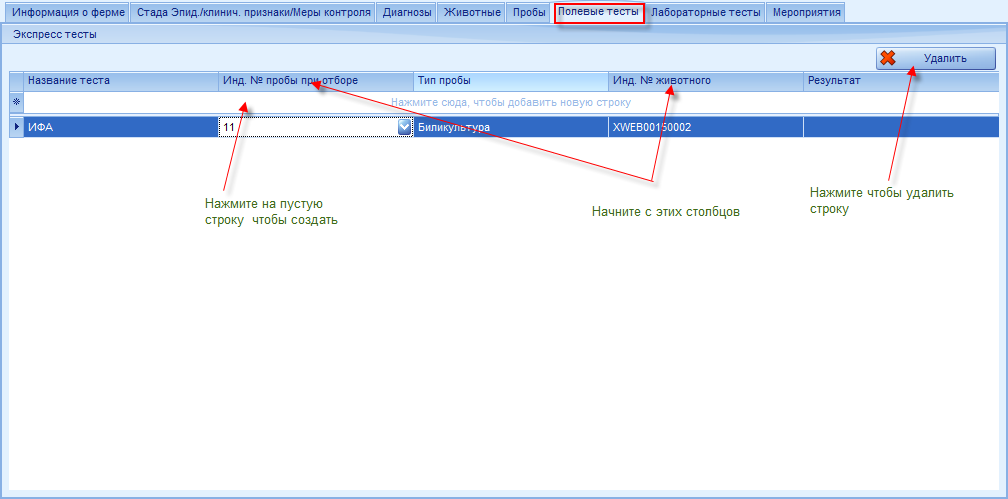 Информация о ферме Стада Эпид./клинич. признаки/Меры контроля Диагнозы Животные Пробы Полевые тесты Лабораторные тесты Мероприятия
Экспресс тесты
Удалить
Название теста Инд. № пробы при отборе Тип пробы Инд. № животного Результат
Нажмите сюда, чтобы добавить новую строку
ИФА 11 Биликультура XWEB00150002
Нажмите на пустую
строку чтобы создать
Начните с этих столбцов
Нажмите чтобы удалить
строку